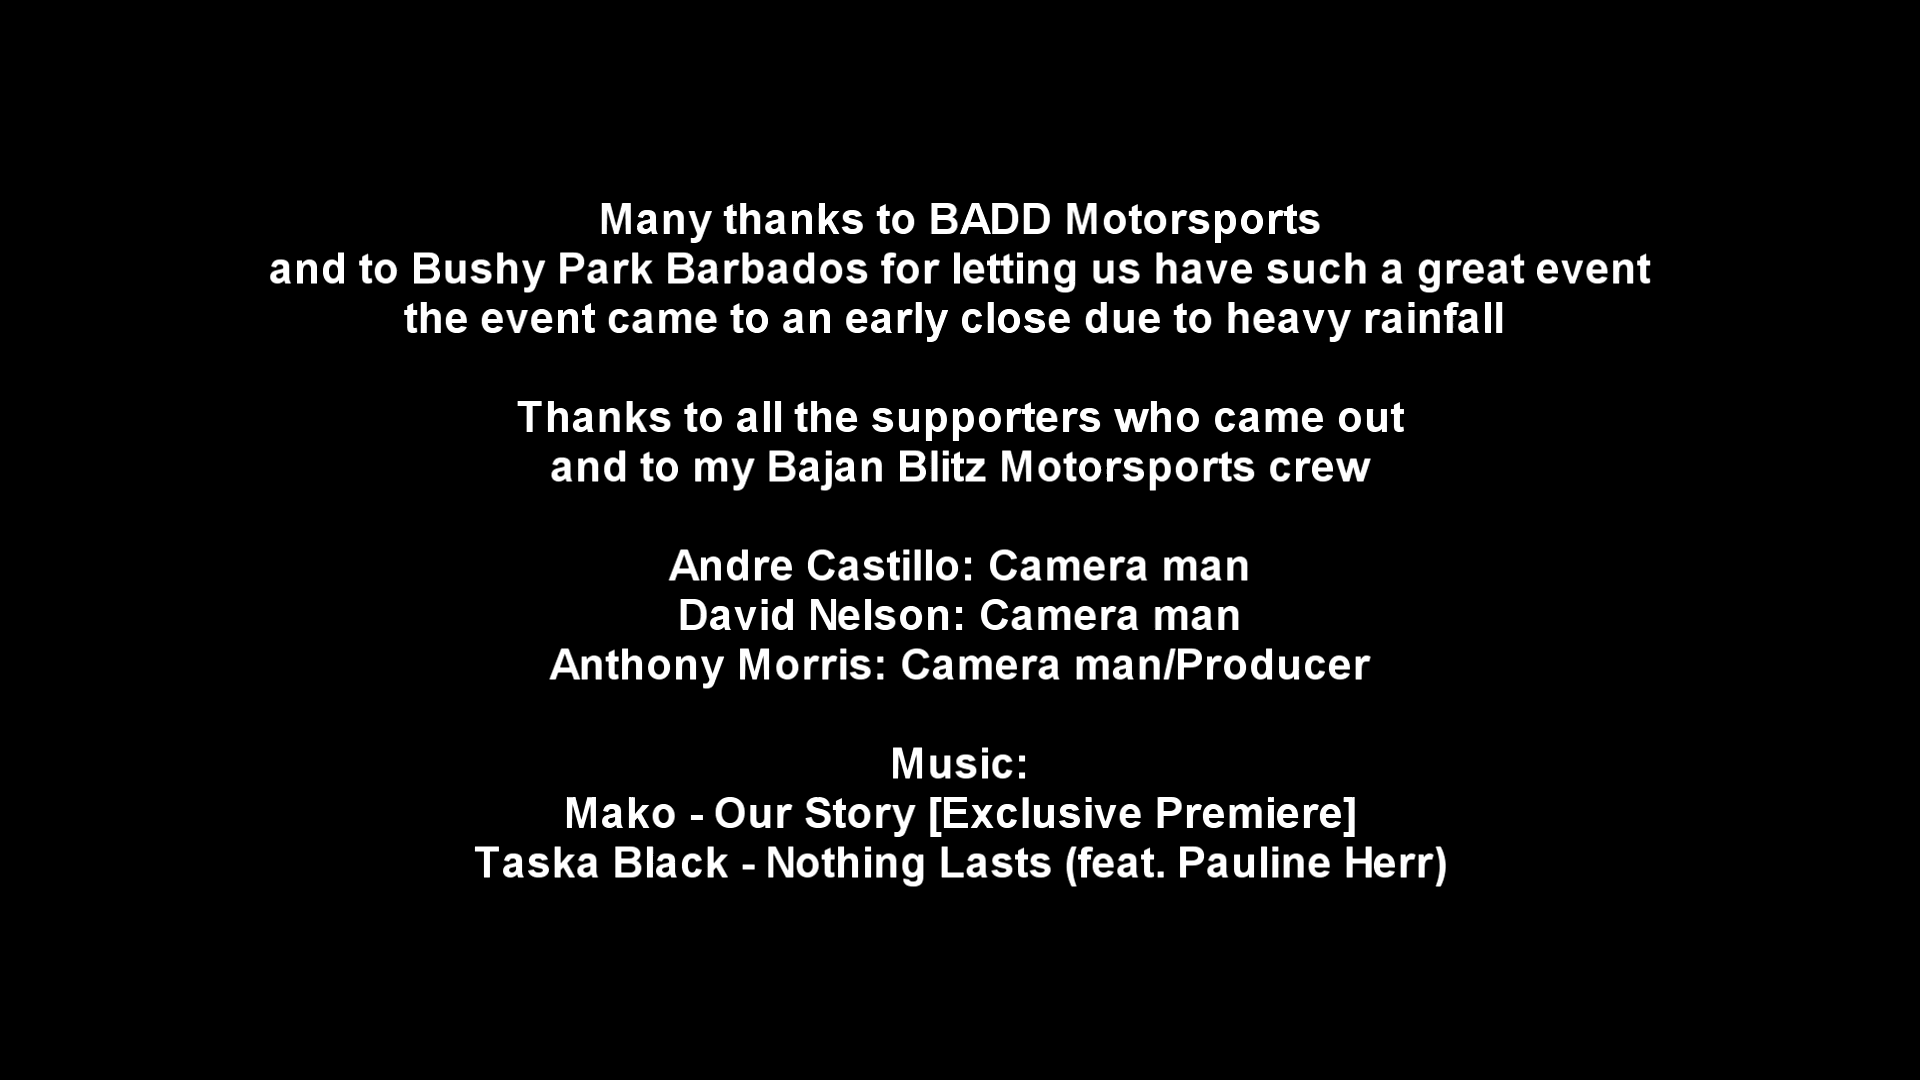 Many thanks to BADD Motorsports
and to Bushy Park Barbados for letting us have such a great event
the event came to an early close due to heavy rainfall
Thanks to all the supporters who came out
and to my Bajan Blitz Motorsports crew
Andre Castillo: Camera man
David Nelson: Camera man
Anthony Morris: Camera man/Producer
Music:
Mako - Our Story [Exclusive Premiere]
Taska Black - Nothing Lasts (feat. Pauline Herr)